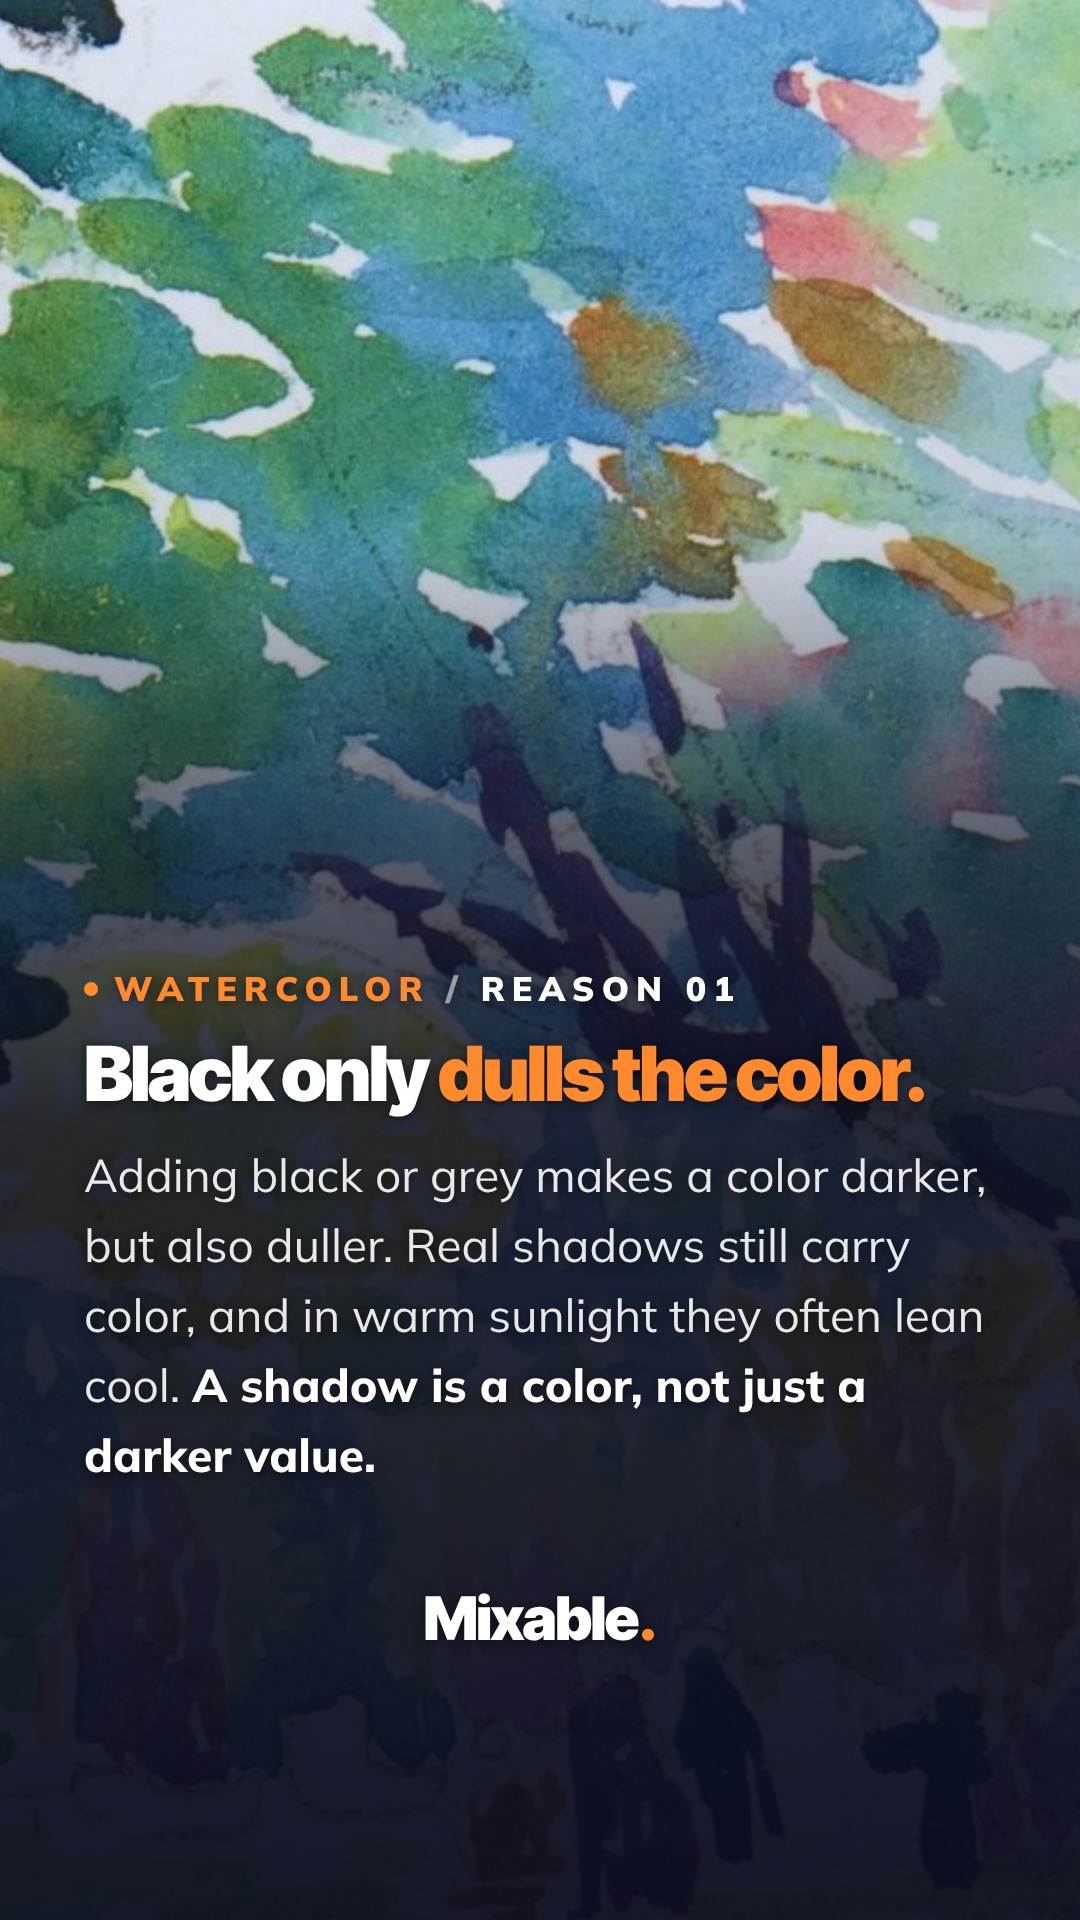 • WATERCOLOR / REASON 01
Black only dulls the color.
Adding black or grey makes a color darker,
but also duller. Real shadows still carry
color, and in warm sunlight they often lean
cool. A shadow is a color, not just a
darker value.
Mixable.